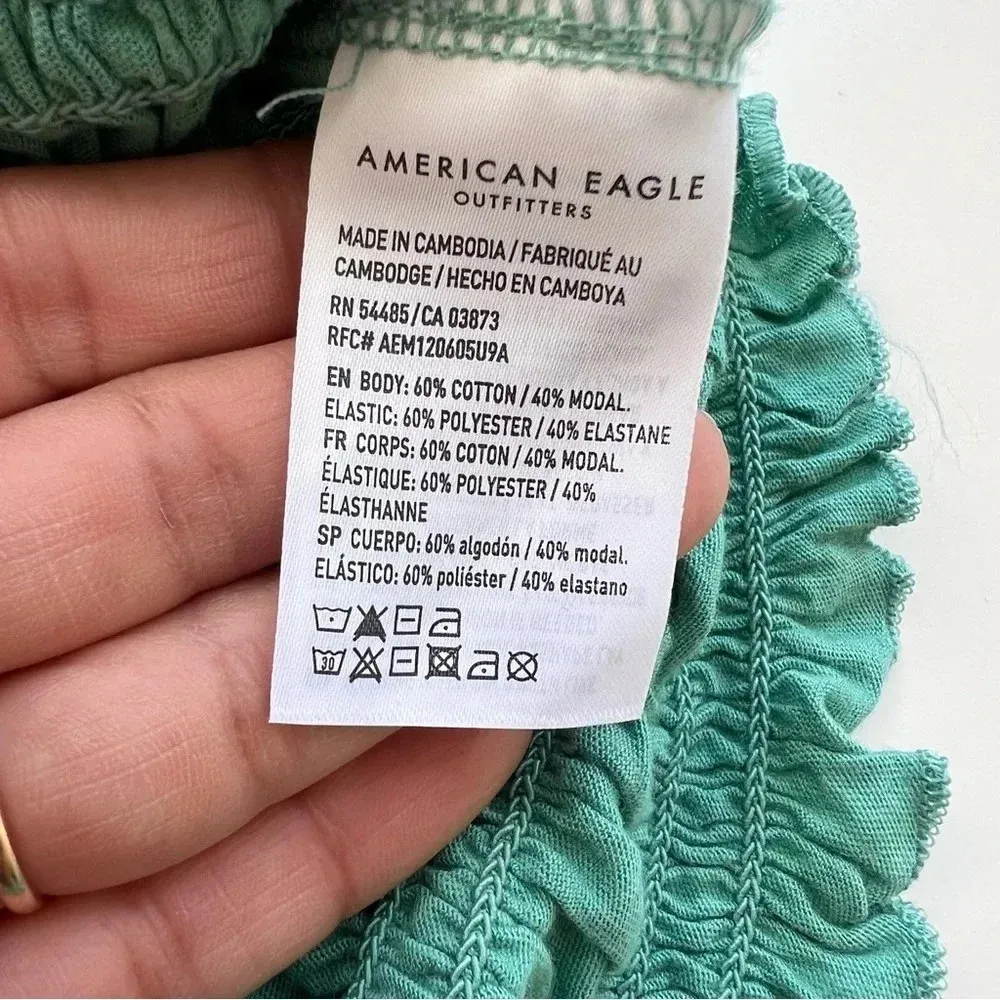 AMERICAN EAGLE
OUTFITTERS
MADE IN CAMBODIA / FABRIQUÉ AU
CAMBODGE / HECHO EN CAMBOYA
RN 54485/CA 03873
RFC# AEM120605U9A
EN BODY: 60% COTTON / 40% MODAL.
ELASTIC: 60% POLYESTER / 40% ELASTANE
FR CORPS: 60% COTON / 40% MODAL.
ÉLASTIQUE: 60% POLYESTER / 40%
ÉLASTHANNE
SP CUERPO: 60% algodón / 40% modal.
ELÁSTICO: 60% poliéster / 40% elastano
30